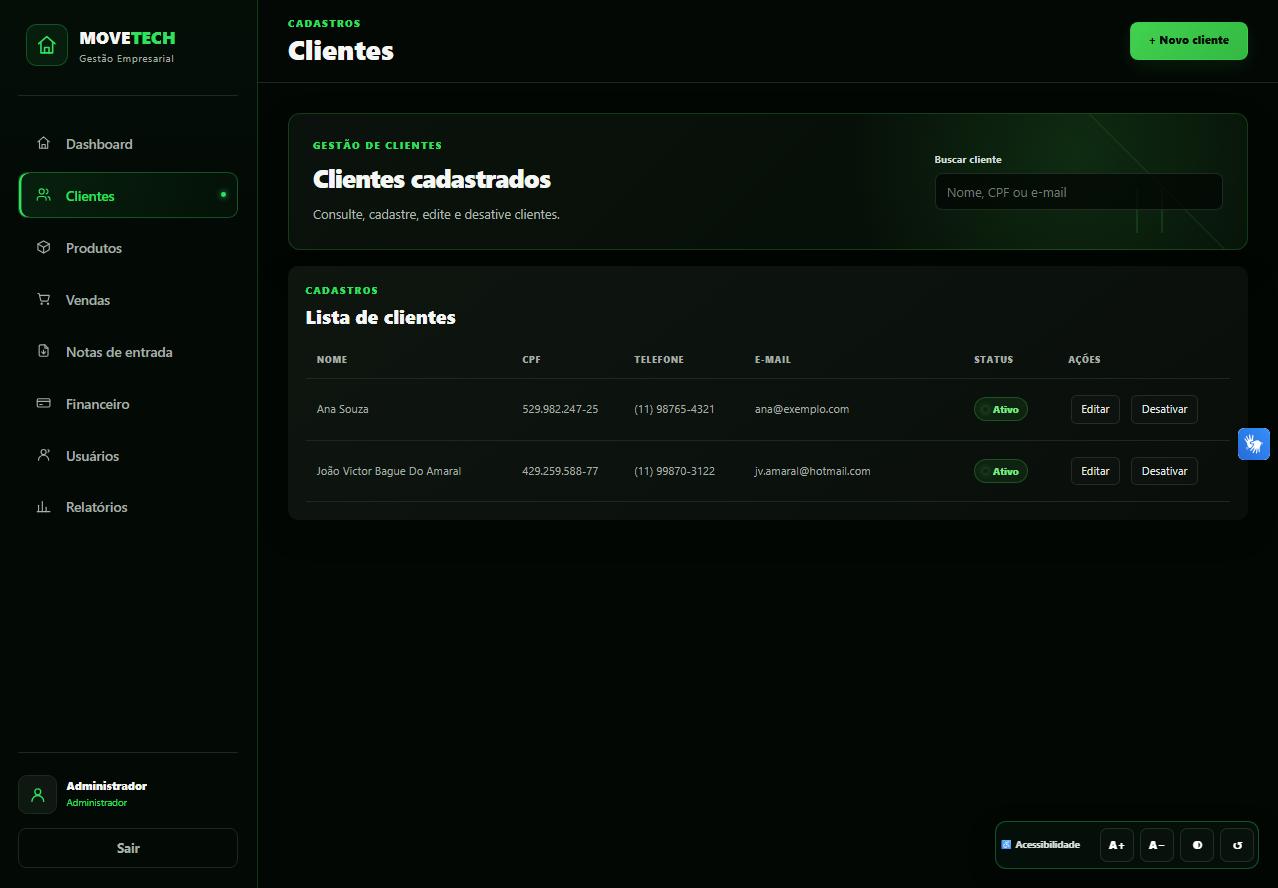 MOVETECH
Gestão Empresarial
Dashboard
Clientes
Produtos
Vendas
Notas de entrada
Financeiro
Usuários
Relatórios
Administrador
Administrador
Sair
CADASTROS
Clientes
+ Novo cliente
GESTÃO DE CLIENTES
Clientes cadastrados
Consulte, cadastre, edite e desative clientes.
Buscar cliente
Nome, CPF ou e-mail
CADASTROS
Lista de clientes
NOME CPF TELEFONE E-MAIL STATUS AÇÕES
Ana Souza 529.982.247-25 (11) 98765-4321 ana@exemplo.com Ativo Editar Desativar
João Victor Bague Do Amaral 429.259.588-77 (11) 99870-3122 jv.amaral@hotmail.com Ativo Editar Desativar
Acessibilidade A+ A−